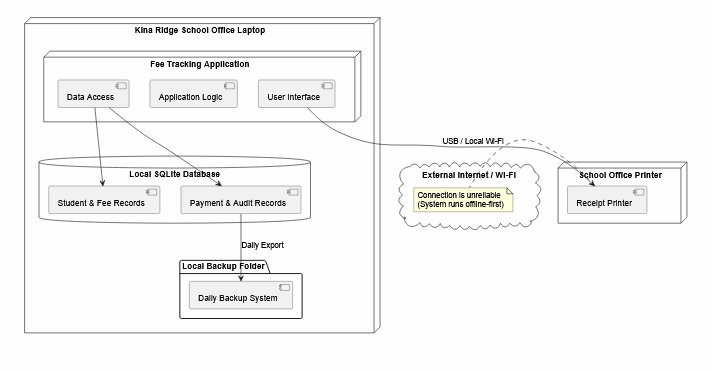 Kina Ridge School Office Laptop
Fee Tracking Application
Data Access
Application Logic
User Interface
USB / Local Wi-Fi
Local SQLite Database
Student & Fee Records
Payment & Audit Records
External Internet / Wi-Fi
Connection is unreliable
(System runs offline-first)
School Office Printer
Receipt Printer
Daily Export
Local Backup Folder
Daily Backup System